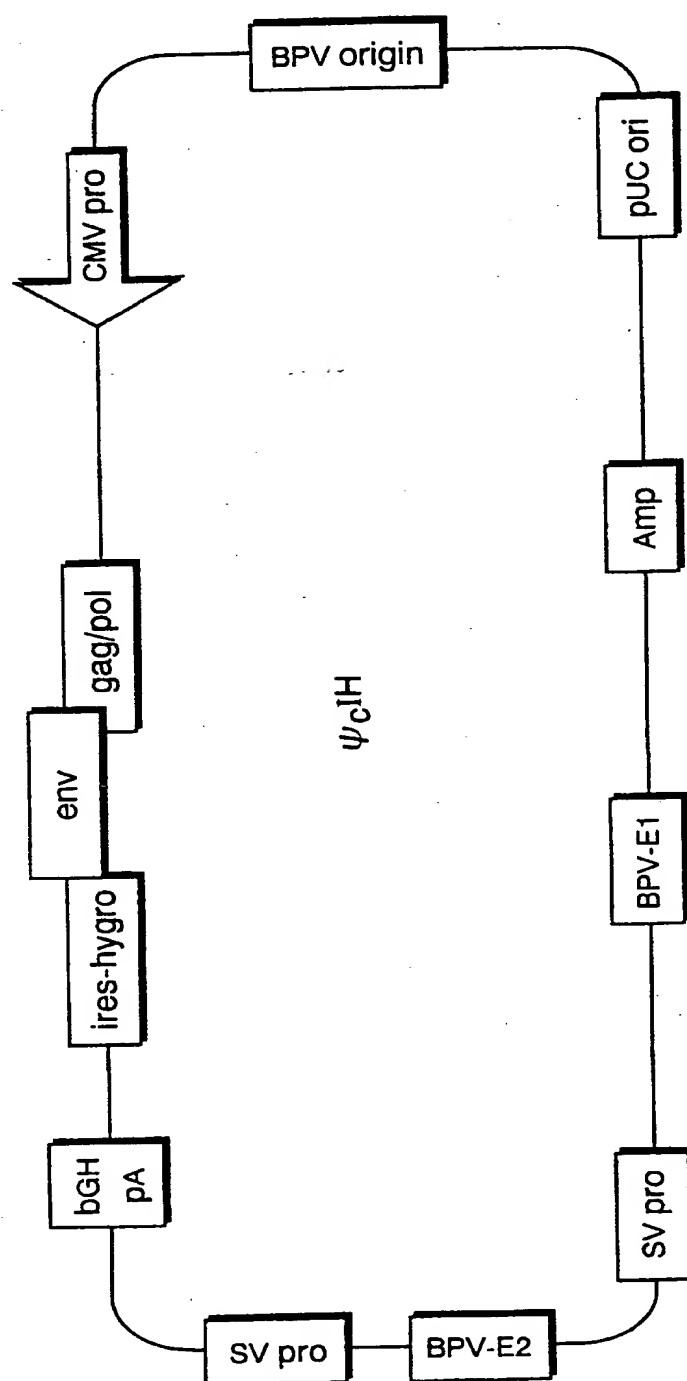 BPV origin
CMV pro
pUC ori
gag/pol
Amp
env
ψcIH
ires-hygro
BPV-E1
bGH
pA
SV pro
SV pro
BPV-E2